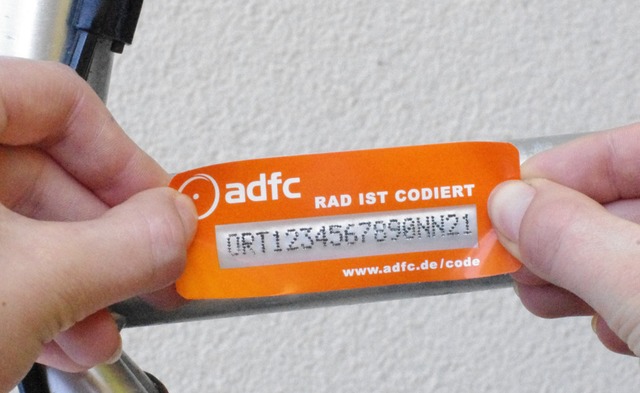 adfc
RAD IST CODIERT
ORT1234567890NN21
www.adfc.de/code